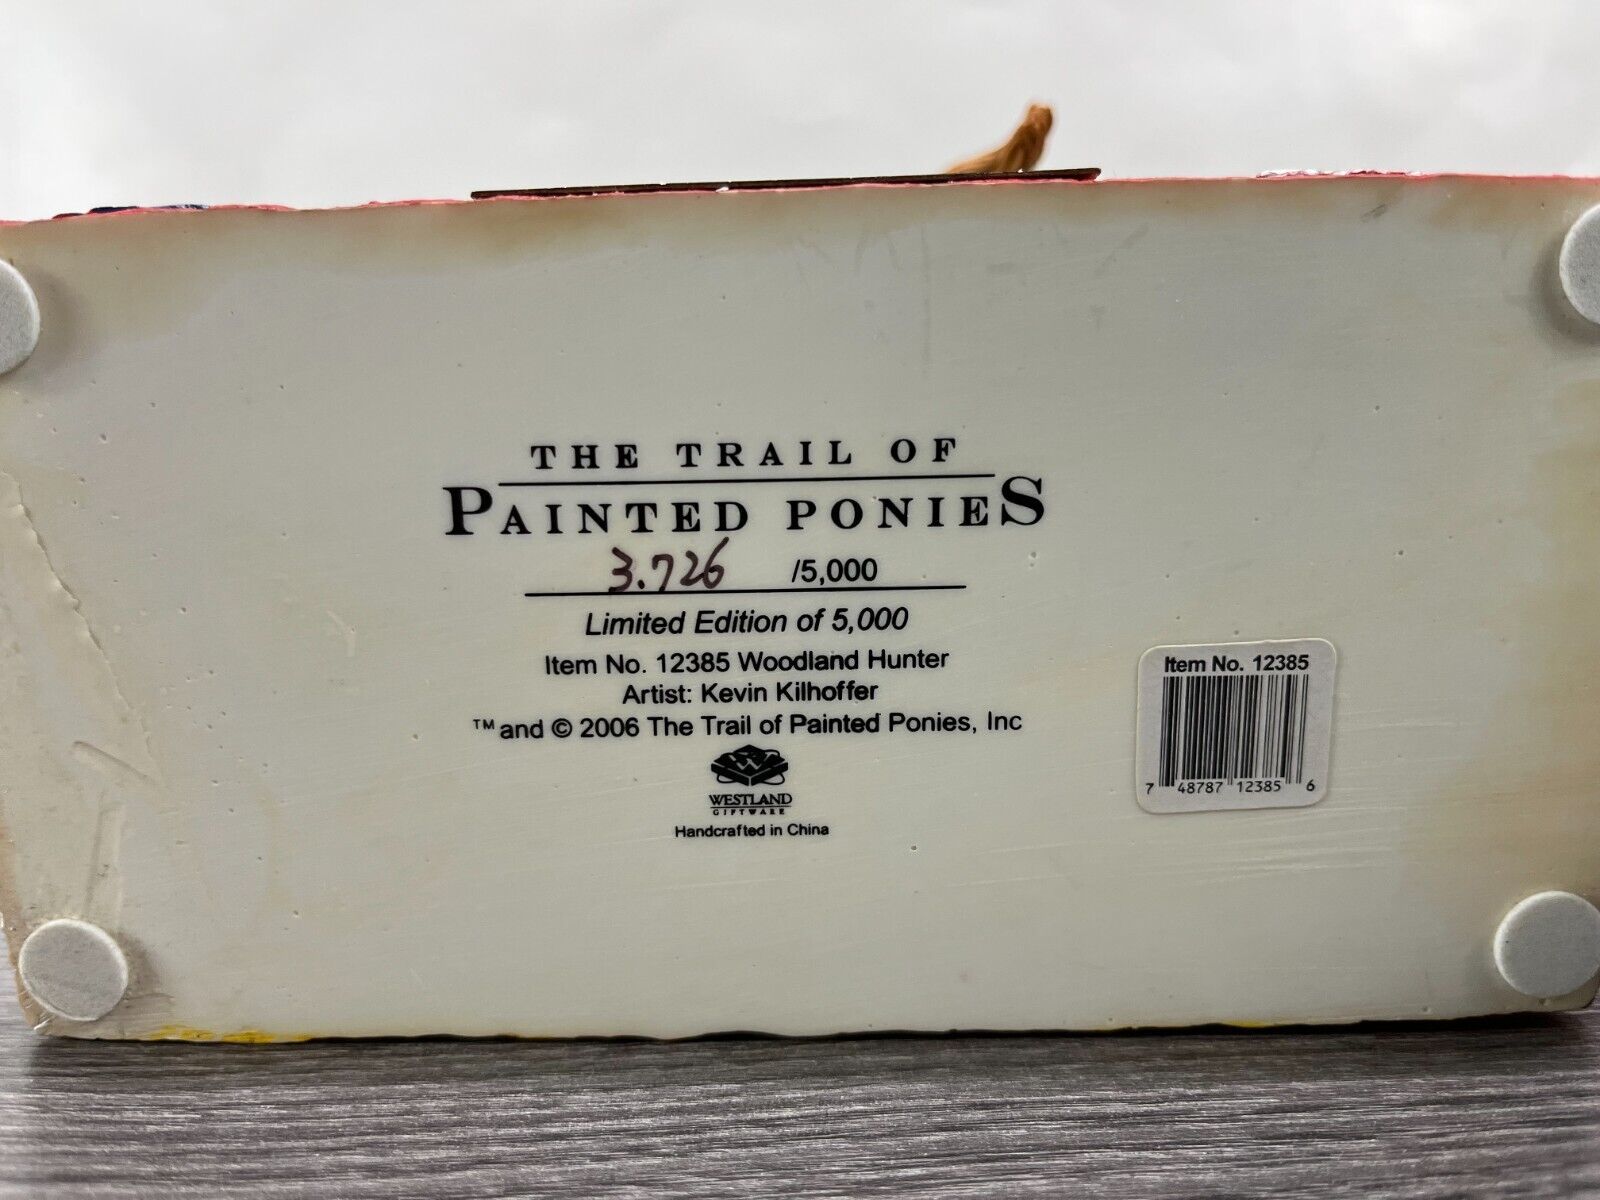 THE TRAIL OF
PAINTED PONIES
3.726 /5,000
Limited Edition of 5,000
Item No. 12385 Woodland Hunter
Artist: Kevin Kilhoffer
™ and © 2006 The Trail of Painted Ponies, Inc
W
WESTLAND
GIFTWARE
Handcrafted in China
Item No. 12385
7 48787 12385 6